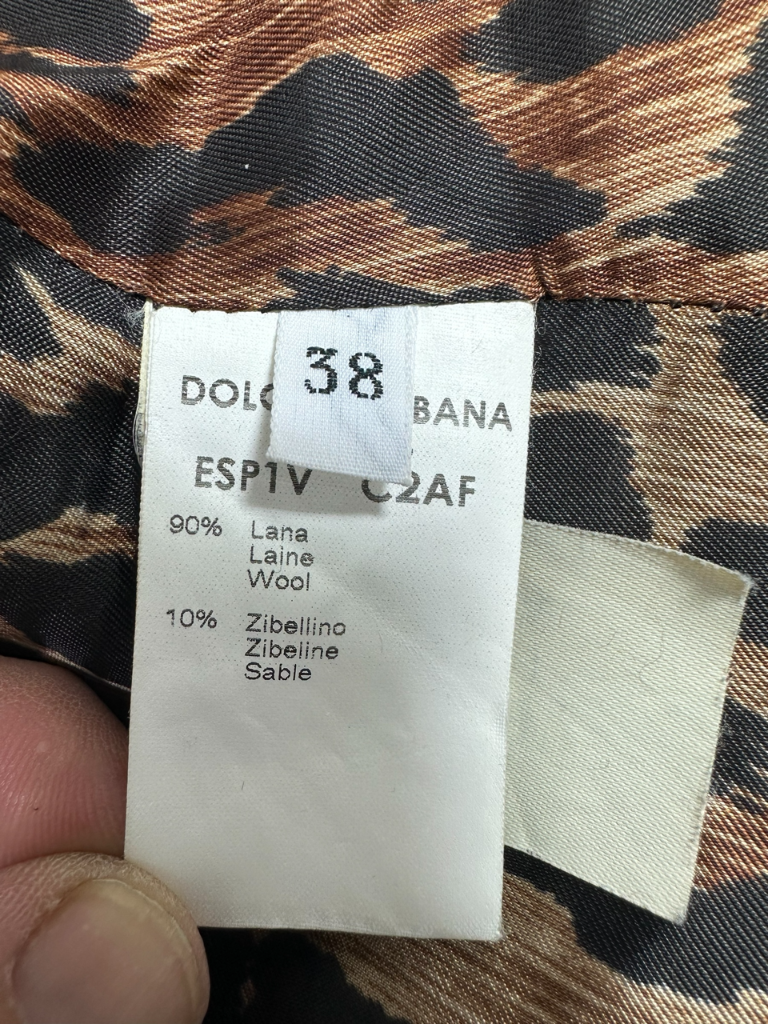 38
DOLC BANA
ESP1V C2AF
90% Lana
Laine
Wool
10% Zibellino
Zibeline
Sable